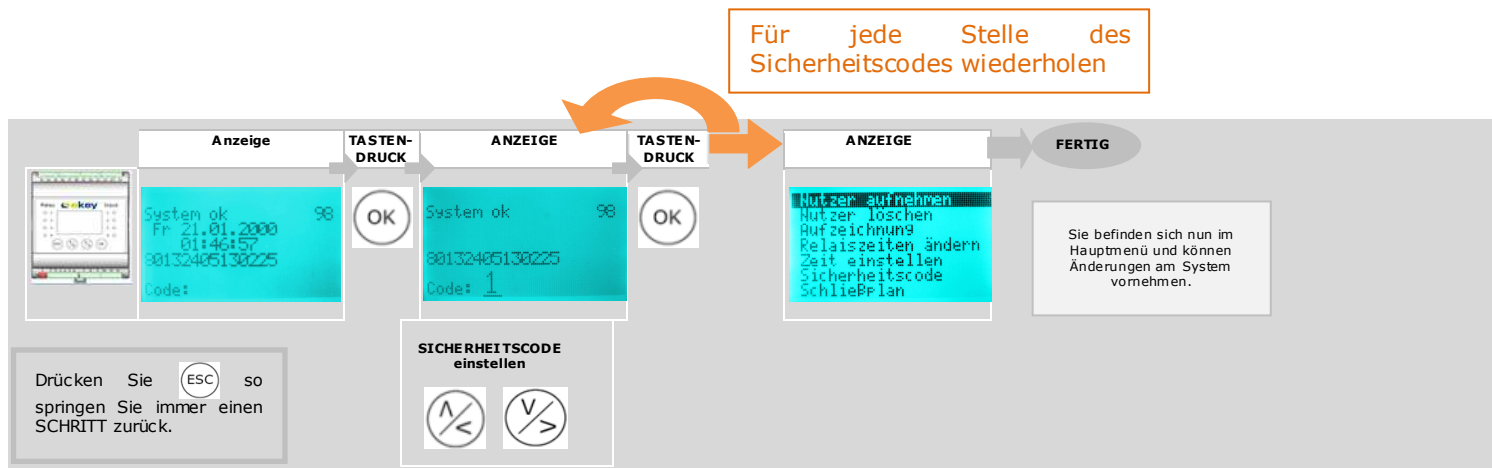 Für jede Stelle des
Sicherheitscodes wiederholen
Anzeige
TASTEN-
DRUCK
ANZEIGE
TASTEN-
DRUCK
ANZEIGE
FERTIG
ekey
System ok 98
Fr 21.01.2000
01:46:57
80132405130225
Code:
OK
System ok 98
80132405130225
Code: 1
OK
Nutzer aufnehmen
Nutzer löschen
Aufzeichnung
Relaiszeiten ändern
Zeit einstellen
Sicherheitscode
Schließplan
Sie befinden sich nun im
Hauptmenü und können
Änderungen am System
vornehmen.
SICHERHEITSCODE
einstellen
Λ/<
V/>
Drücken Sie ESC so
springen Sie immer einen
SCHRITT zurück.